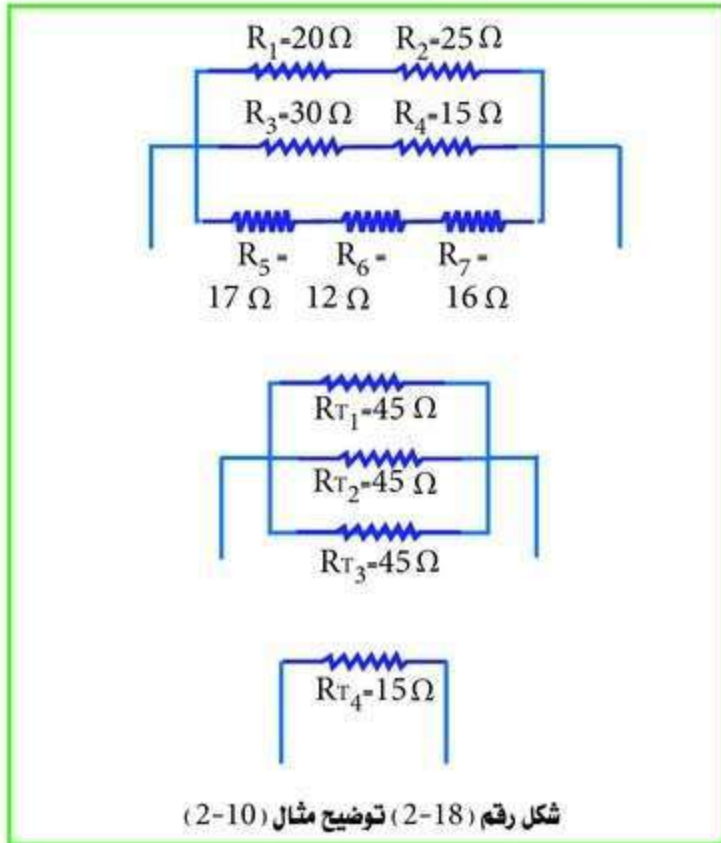 R₁=20 Ω R₂=25 Ω
R₃=30 Ω R₄=15 Ω
R₅= R₆= R₇=
17 Ω 12 Ω 16 Ω
RT₁=45 Ω
RT₂=45 Ω
RT₃=45 Ω
RT₄=15 Ω
شكل رقم (18-2) توضيح مثال (10-2)